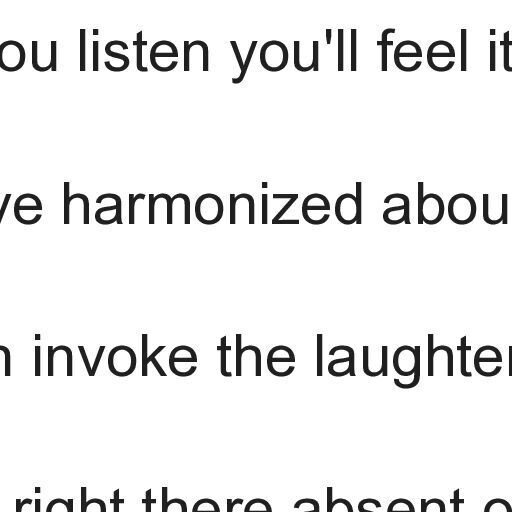 ou listen you'll feel it
ve harmonized abou
n invoke the laughter
right there absent o